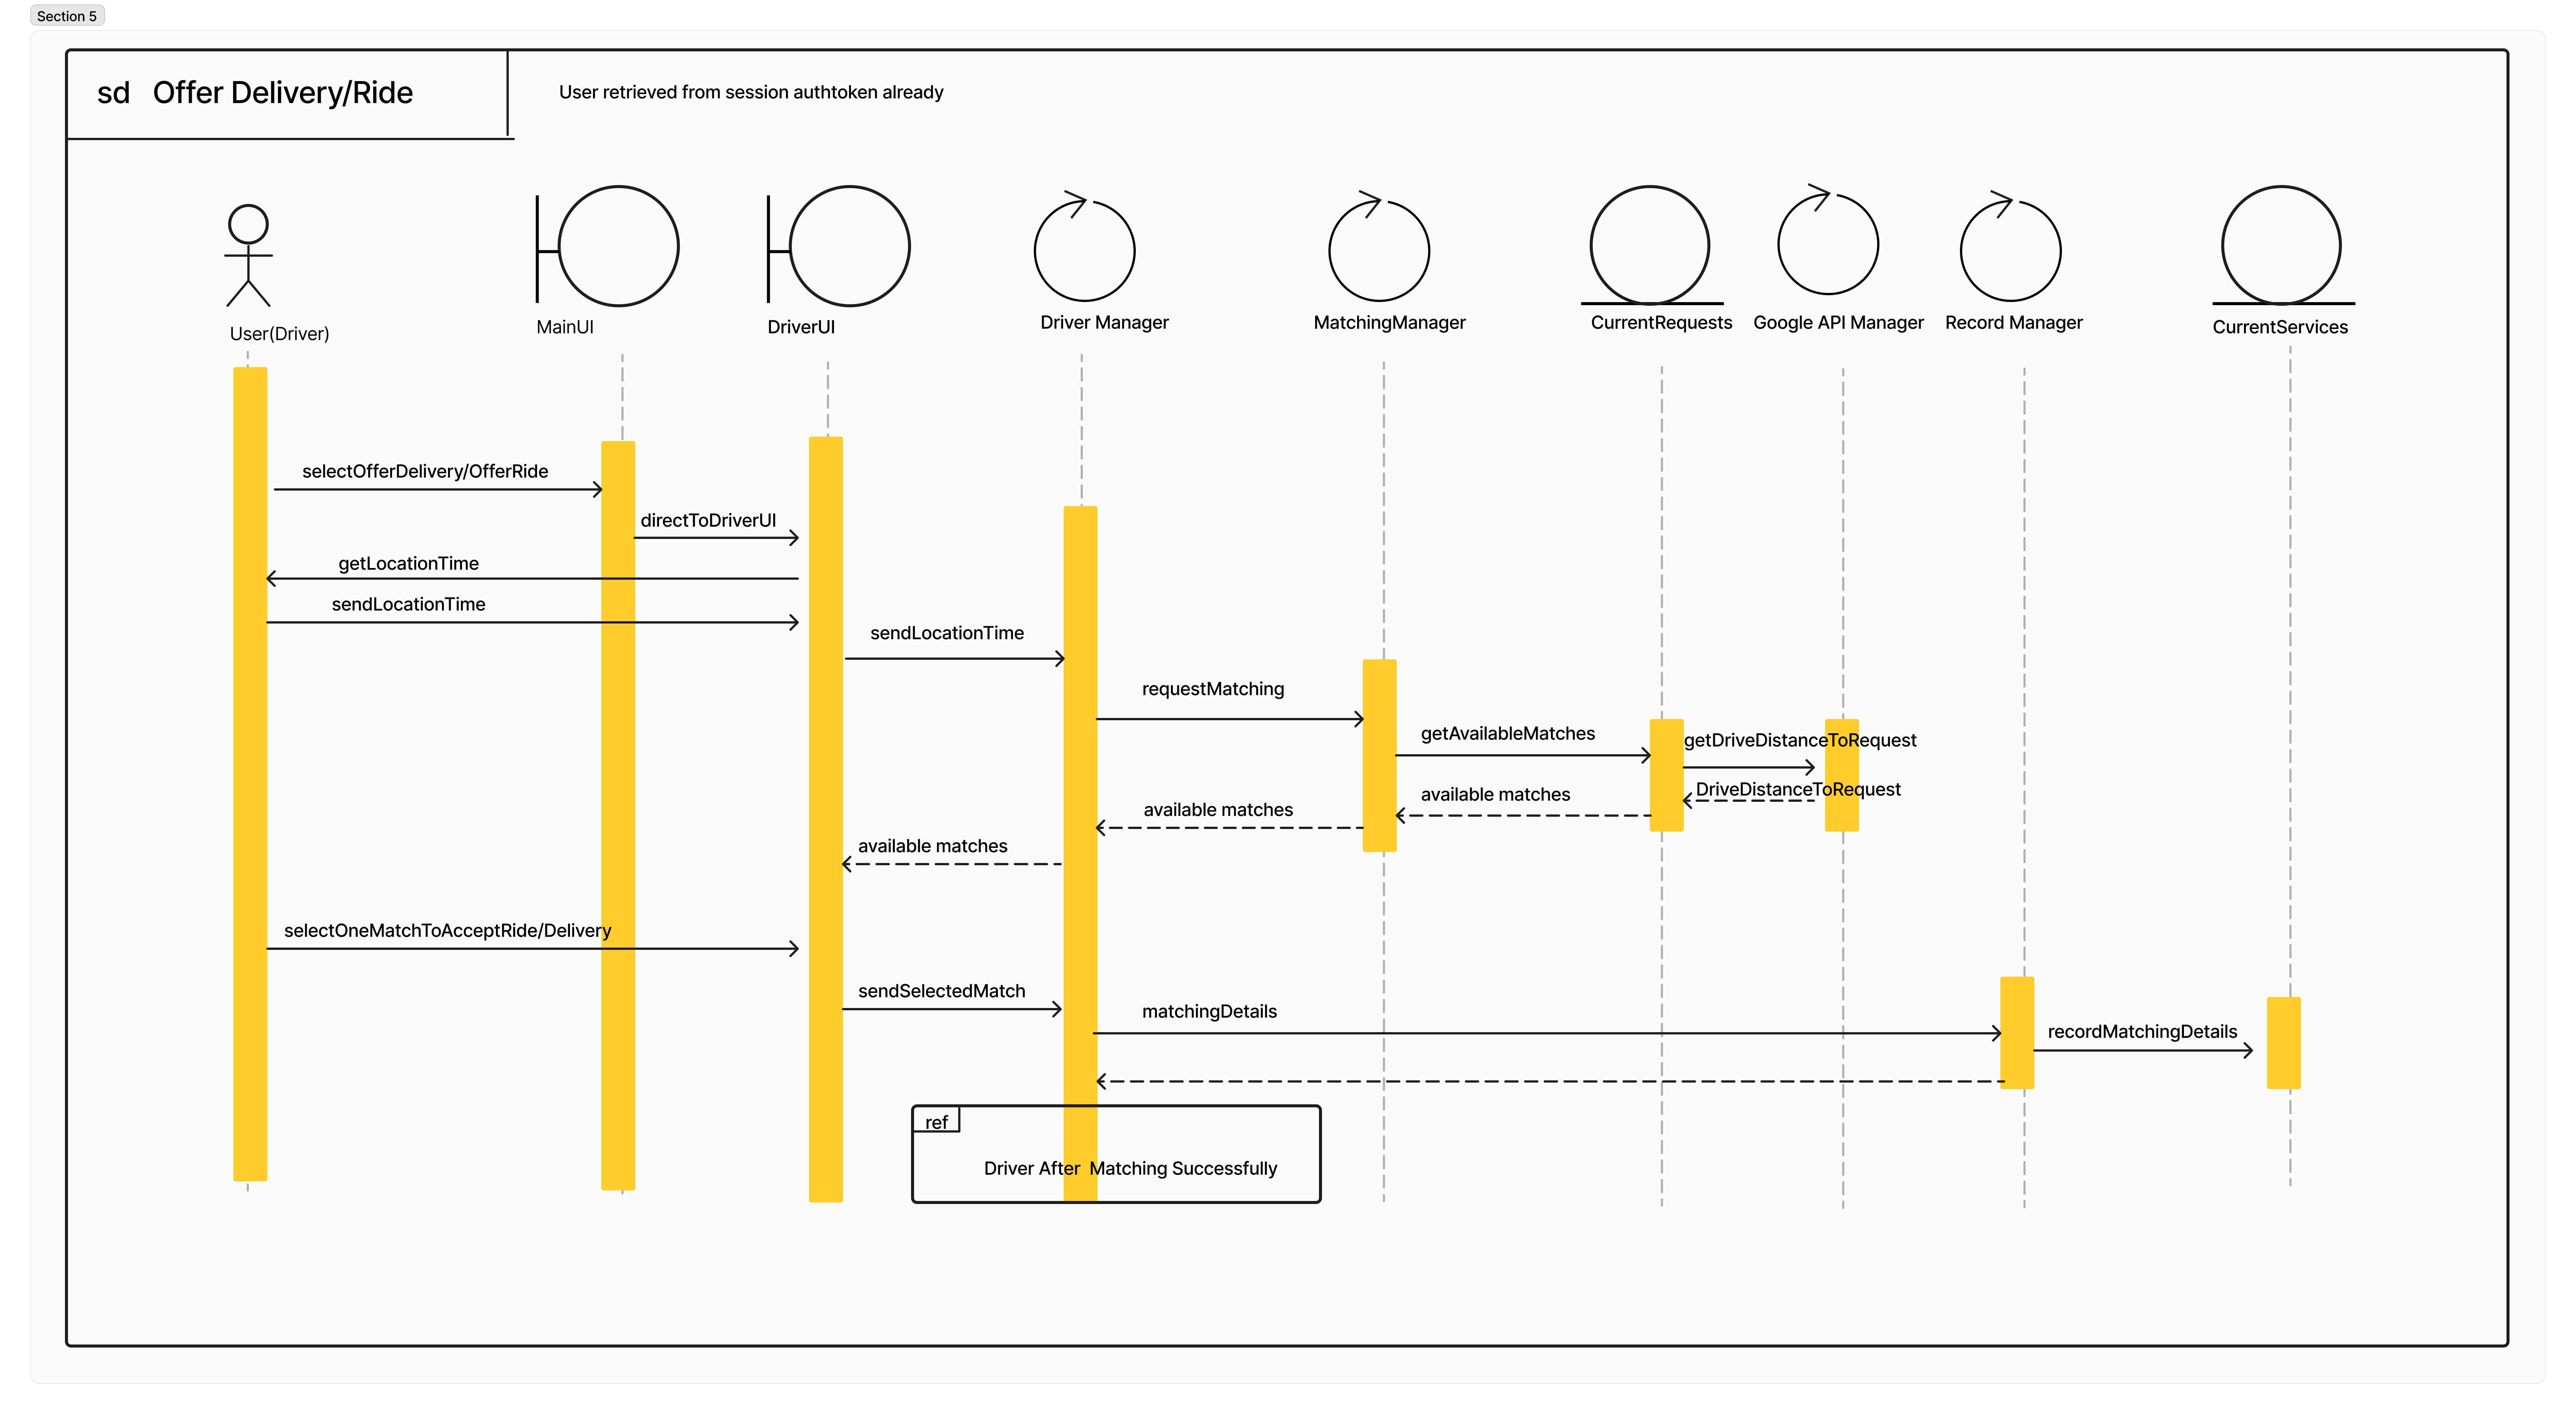 Section 5
sd Offer Delivery/Ride
User retrieved from session authtoken already
User(Driver)
MainUI
DriverUI
Driver Manager
MatchingManager
CurrentRequests
Google API Manager
Record Manager
CurrentServices
selectOfferDelivery/OfferRide
directToDriverUI
getLocationTime
sendLocationTime
sendLocationTime
requestMatching
getAvailableMatches
getDriveDistanceToRequest
DriveDistanceToRequest
available matches
available matches
available matches
selectOneMatchToAcceptRide/Delivery
sendSelectedMatch
matchingDetails
recordMatchingDetails
ref
Driver After Matching Successfully